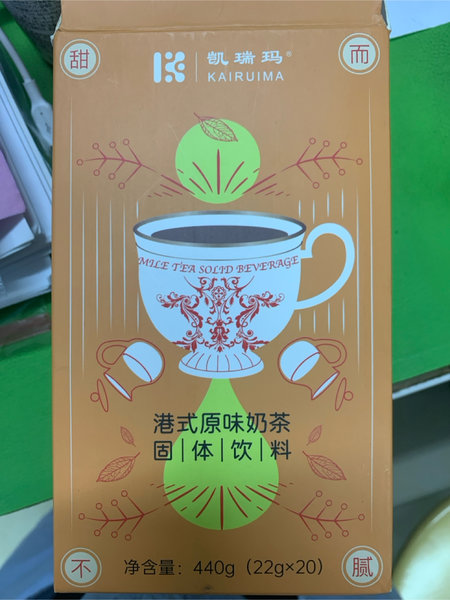 甜
而
凯瑞玛®
KAIRUIMA
MILE TEA SOLID BEVERAGE
港式原味奶茶
固|体|饮|料
不
净含量: 440g (22g×20)
腻